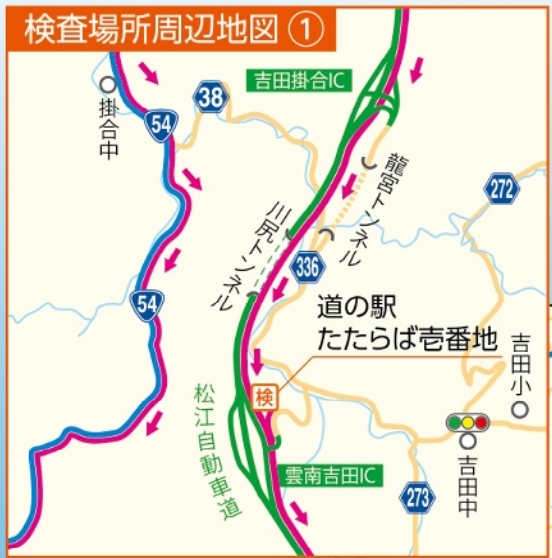 検査場所周辺地図①
吉田掛合IC
掛合中
38
54
龍宮トンネル
272
川尻トンネル
336
54
道の駅
たたらば壱番地
吉田小
検
松江自動車道
雲南吉田IC
吉田中
273